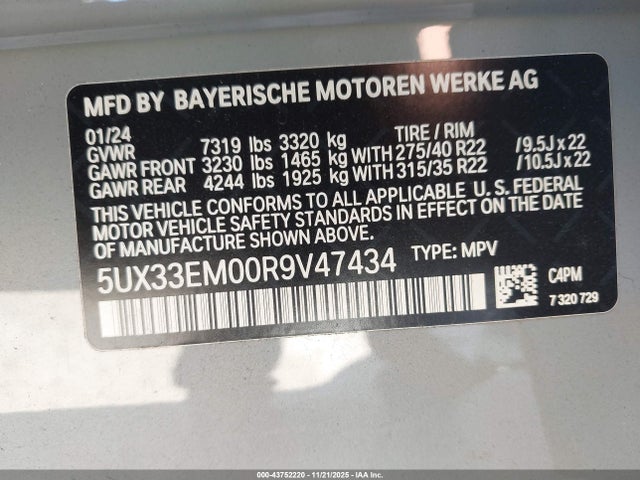 MFD BY BAYERISCHE MOTOREN WERKE AG
01/24
GVWR 7319 lbs 3320 kg TIRE / RIM
GAWR FRONT 3230 lbs 1465 kg WITH 275/40 R22 /9.5J x 22
GAWR REAR 4244 lbs 1925 kg WITH 315/35 R22 /10.5J x 22
THIS VEHICLE CONFORMS TO ALL APPLICABLE U.S. FEDERAL
MOTOR VEHICLE SAFETY STANDARDS IN EFFECT ON THE DATE
OF MANUFACTURE SHOWN ABOVE.
5UX33EM00R9V47434 TYPE: MPV
C4PM
7 320 729
000-43752220 - 11/21/2025 - IAA